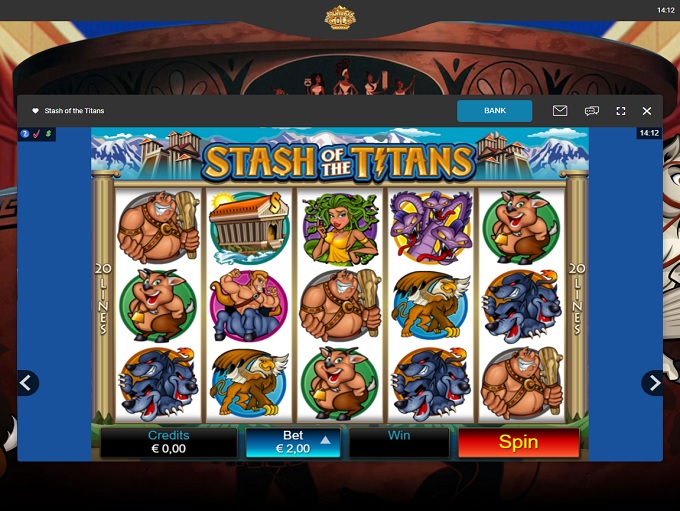 14:12
Stash of the Titans
BANK
14:12
STASH OF THE TITANS
20 LINES
20 LINES
Credits
€ 0,00
Bet
€ 2,00
Win
Spin